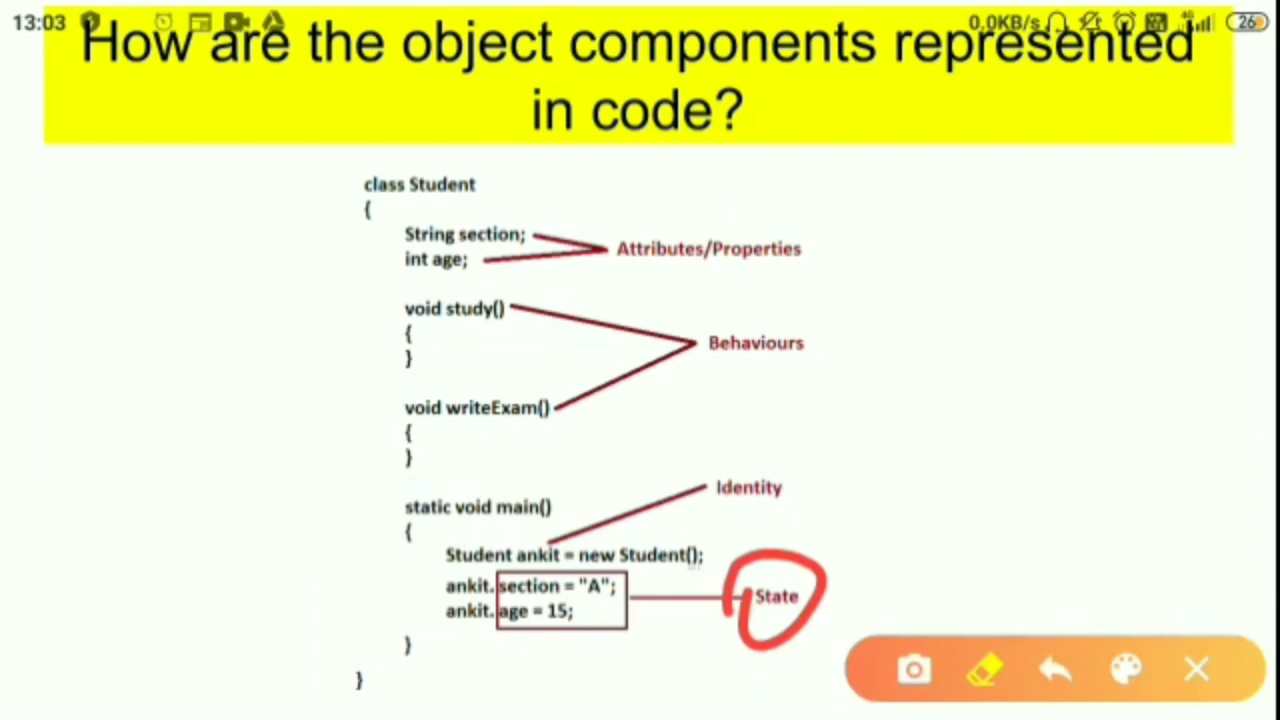 13:03
0,0KB/s
4G
26
How are the object components represented
in code?
class Student
{
String section;
int age;
Attributes/Properties
void study()
{
}
Behaviours
void writeExam()
{
}
Identity
static void main()
{
Student ankit = new Student();
ankit.section = "A";
ankit.age = 15;
State
}
}